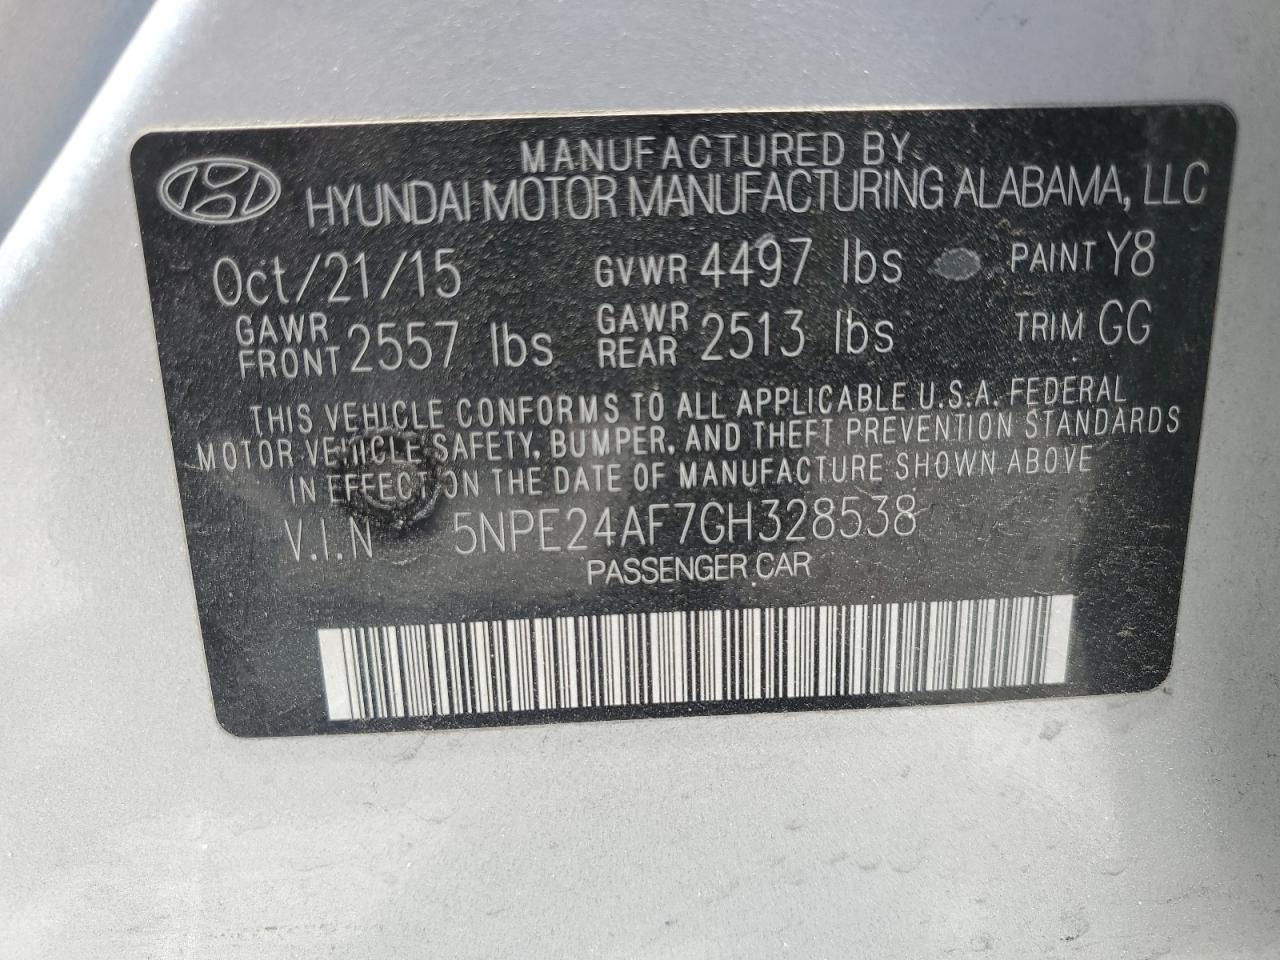 MANUFACTURED BY
HYUNDAI MOTOR MANUFACTURING ALABAMA, LLC
Oct/21/15 GVWR 4497 lbs PAINT Y8
GAWR FRONT 2557 lbs GAWR REAR 2513 lbs TRIM GG
THIS VEHICLE CONFORMS TO ALL APPLICABLE U.S.A. FEDERAL
MOTOR VEHICLE SAFETY, BUMPER, AND THEFT PREVENTION STANDARDS
IN EFFECT ON THE DATE OF MANUFACTURE SHOWN ABOVE
V.I.N 5NPE24AF7GH328538
PASSENGER CAR